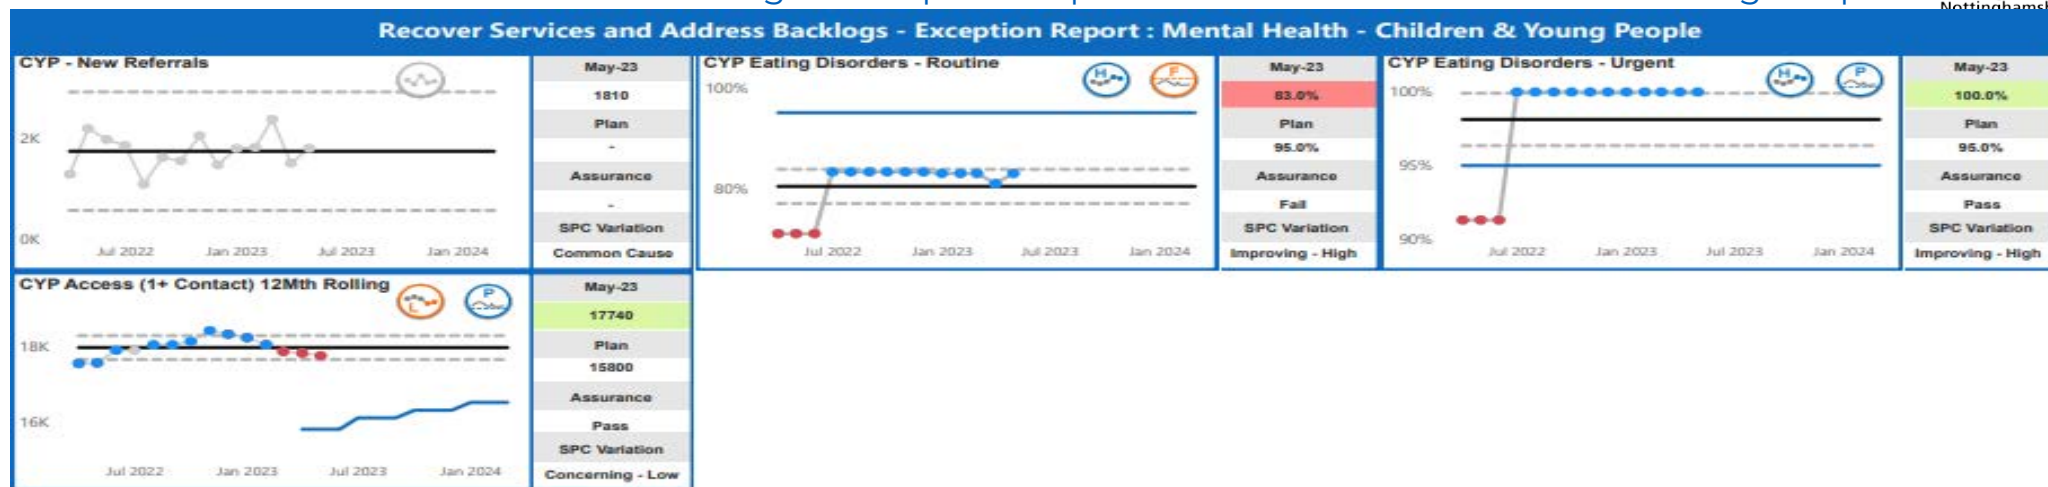 Nottinghamsh
Recover Services and Address Backlogs - Exception Report : Mental Health - Children & Young People
CYP - New Referrals
2K
0K
Jul 2022 Jan 2023 Jul 2023 Jan 2024
May-23
1810
Plan
-
Assurance
-
SPC Variation
Common Cause
CYP Eating Disorders - Routine
H
F
100%
80%
Jul 2022 Jan 2023 Jul 2023 Jan 2024
May-23
83.0%
Plan
95.0%
Assurance
Fail
SPC Variation
Improving - High
CYP Eating Disorders - Urgent
H
P
100%
95%
90%
Jul 2022 Jan 2023 Jul 2023 Jan 2024
May-23
100.0%
Plan
95.0%
Assurance
Pass
SPC Variation
Improving - High
CYP Access (1+ Contact) 12Mth Rolling
L
P
18K
16K
Jul 2022 Jan 2023 Jul 2023 Jan 2024
May-23
17740
Plan
15800
Assurance
Pass
SPC Variation
Concerning - Low